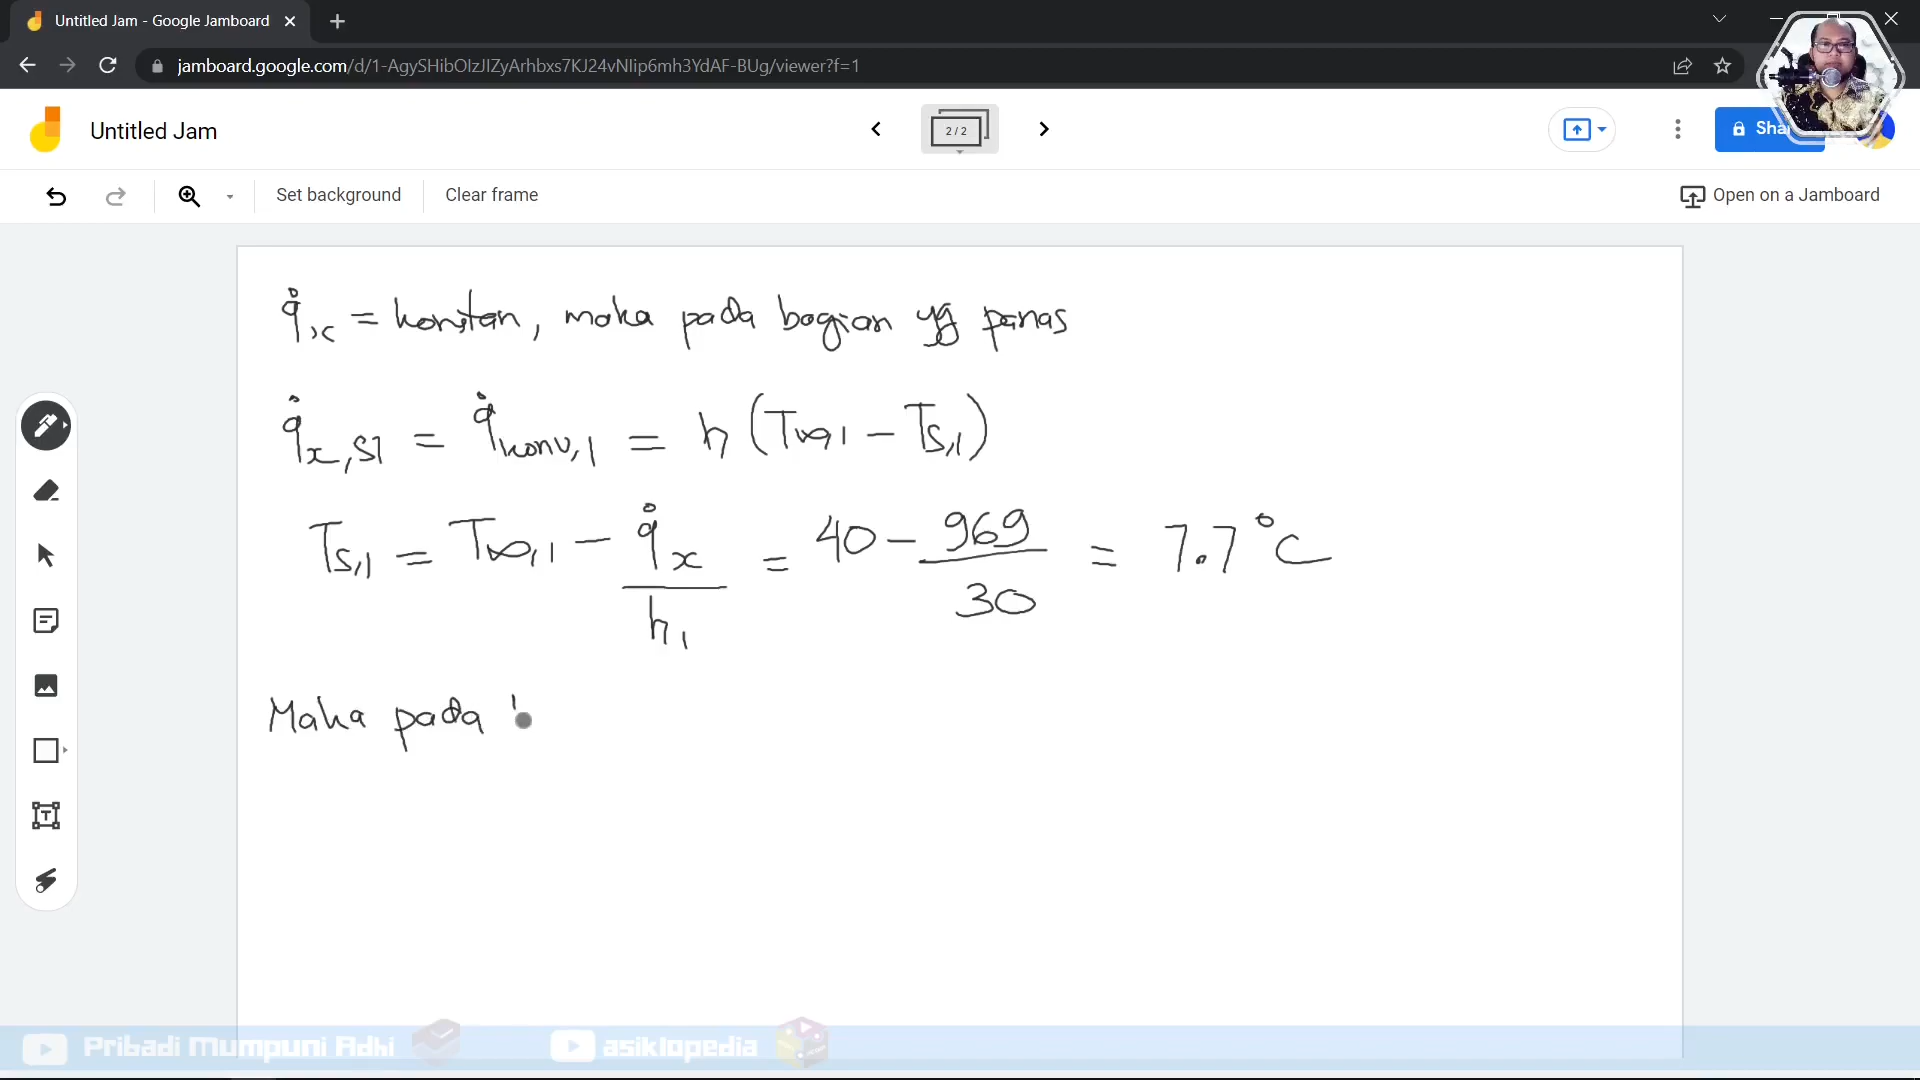 Untitled Jam - Google Jamboard
jamboard.google.com/d/1-AgySHibOIzJIZyArhbxs7KJ24vNIip6mh3YdAF-BUg/viewer?f=1
Untitled Jam
2 / 2
Set background
Clear frame
Open on a Jamboard
q̊x = konstan, maka pada bagian yg panas
q̊x,S1 = q̊konv,1 = h (T∞,1 − Ts,1)
Ts,1 = T∞,1 − q̊x/h1 = 40 − 969/30 = 7.7°C
Maka pada
Pribadi Mumpuni Adhi
asiklopedia